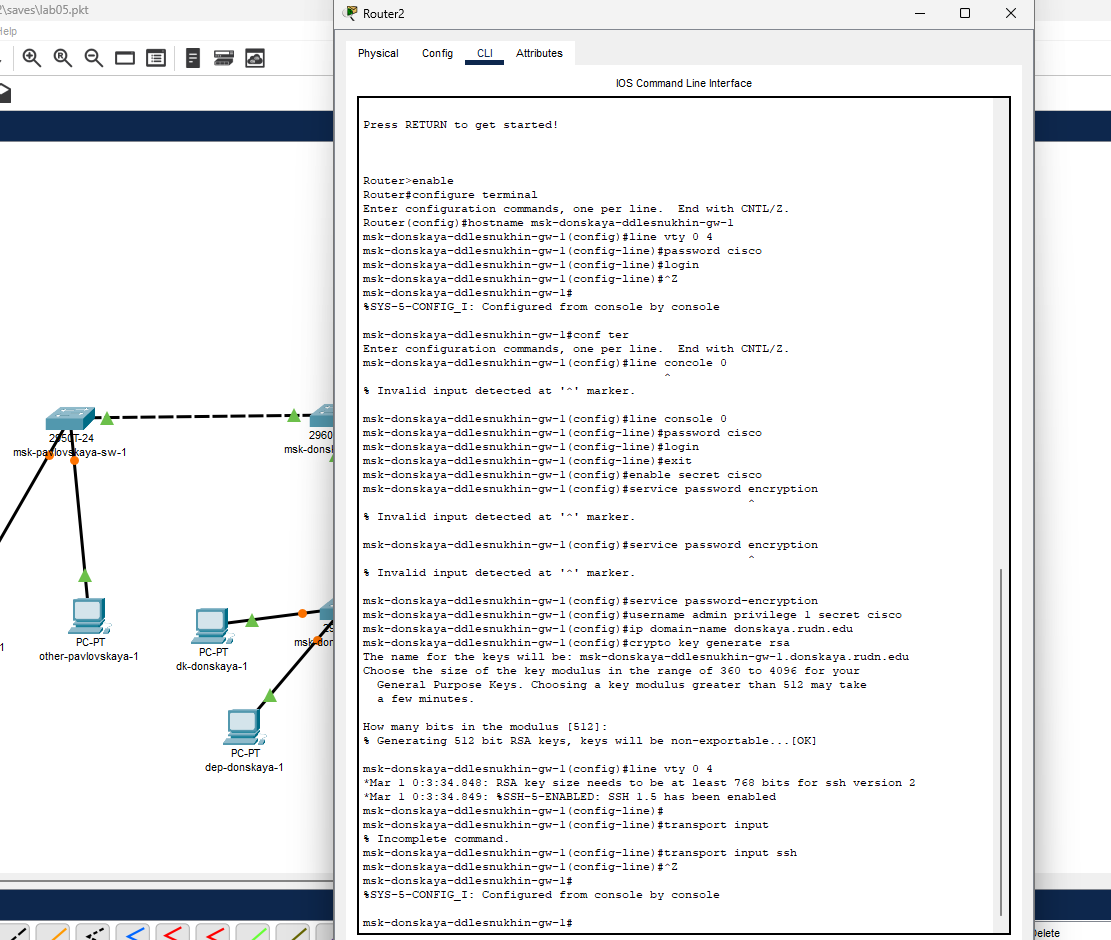 2\saves\lab05.pkt
Help
Router2
Physical Config CLI Attributes
IOS Command Line Interface
Press RETURN to get started!
Router>enable
Router#configure terminal
Enter configuration commands, one per line.  End with CNTL/Z.
Router(config)#hostname msk-donskaya-ddlesnukhin-gw-1
msk-donskaya-ddlesnukhin-gw-1(config)#line vty 0 4
msk-donskaya-ddlesnukhin-gw-1(config-line)#password cisco
msk-donskaya-ddlesnukhin-gw-1(config-line)#login
msk-donskaya-ddlesnukhin-gw-1(config-line)#^Z
msk-donskaya-ddlesnukhin-gw-1#
%SYS-5-CONFIG_I: Configured from console by console
msk-donskaya-ddlesnukhin-gw-1#conf ter
Enter configuration commands, one per line.  End with CNTL/Z.
msk-donskaya-ddlesnukhin-gw-1(config)#line concole 0
^
% Invalid input detected at '^' marker.
msk-donskaya-ddlesnukhin-gw-1(config)#line console 0
msk-donskaya-ddlesnukhin-gw-1(config-line)#password cisco
msk-donskaya-ddlesnukhin-gw-1(config-line)#login
msk-donskaya-ddlesnukhin-gw-1(config-line)#exit
msk-donskaya-ddlesnukhin-gw-1(config)#enable secret cisco
msk-donskaya-ddlesnukhin-gw-1(config)#service password encryption
^
% Invalid input detected at '^' marker.
msk-donskaya-ddlesnukhin-gw-1(config)#service password encryption
^
% Invalid input detected at '^' marker.
msk-donskaya-ddlesnukhin-gw-1(config)#service password-encryption
msk-donskaya-ddlesnukhin-gw-1(config)#username admin privilege 1 secret cisco
msk-donskaya-ddlesnukhin-gw-1(config)#ip domain-name donskaya.rudn.edu
msk-donskaya-ddlesnukhin-gw-1(config)#crypto key generate rsa
The name for the keys will be: msk-donskaya-ddlesnukhin-gw-1.donskaya.rudn.edu
Choose the size of the key modulus in the range of 360 to 4096 for your
General Purpose Keys. Choosing a key modulus greater than 512 may take
a few minutes.
How many bits in the modulus [512]:
% Generating 512 bit RSA keys, keys will be non-exportable...[OK]
msk-donskaya-ddlesnukhin-gw-1(config)#line vty 0 4
*Mar 1 0:3:34.848: RSA key size needs to be at least 768 bits for ssh version 2
*Mar 1 0:3:34.849: %SSH-5-ENABLED: SSH 1.5 has been enabled
msk-donskaya-ddlesnukhin-gw-1(config-line)#
msk-donskaya-ddlesnukhin-gw-1(config-line)#transport input
% Incomplete command.
msk-donskaya-ddlesnukhin-gw-1(config-line)#transport input ssh
msk-donskaya-ddlesnukhin-gw-1(config-line)#^Z
msk-donskaya-ddlesnukhin-gw-1#
%SYS-5-CONFIG_I: Configured from console by console
msk-donskaya-ddlesnukhin-gw-1#
2950T-24
msk-pavlovskaya-sw-1
2960
msk-donsl
PC-PT
other-pavlovskaya-1
PC-PT
dk-donskaya-1
29
msk-don
PC-PT
dep-donskaya-1
1
Delete